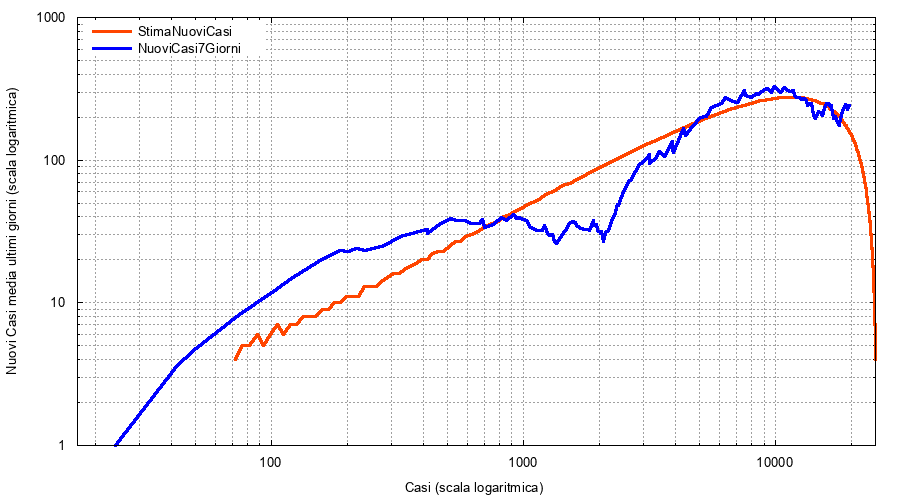 1000
StimaNuoviCasi
NuoviCasi7Giorni
100
10
1
Nuovi Casi media ultimi giorni (scala logaritmica)
100
1000
10000
Casi (scala logaritmica)